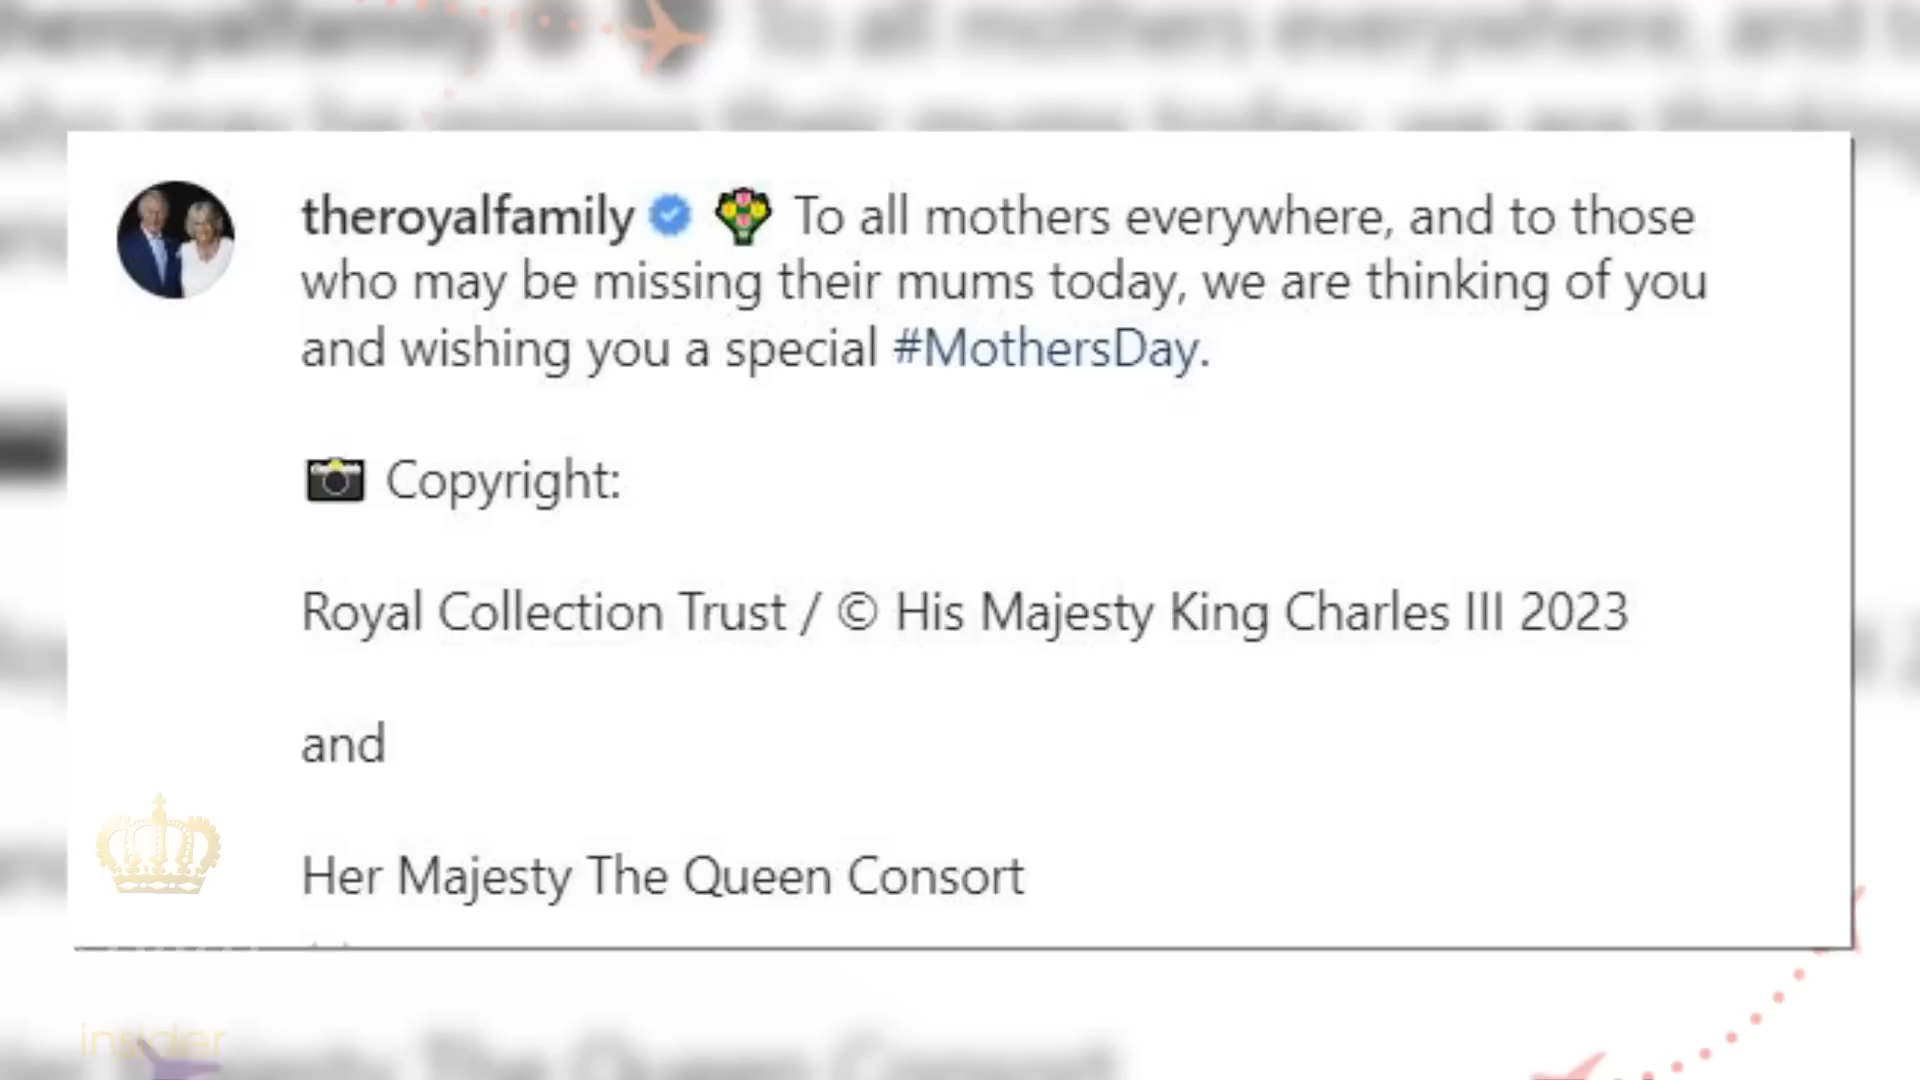 theroyalfamily 💐 To all mothers everywhere, and to those
who may be missing their mums today, we are thinking of you
and wishing you a special #MothersDay.
📷 Copyright:
Royal Collection Trust / © His Majesty King Charles III 2023
and
Her Majesty The Queen Consort
insider